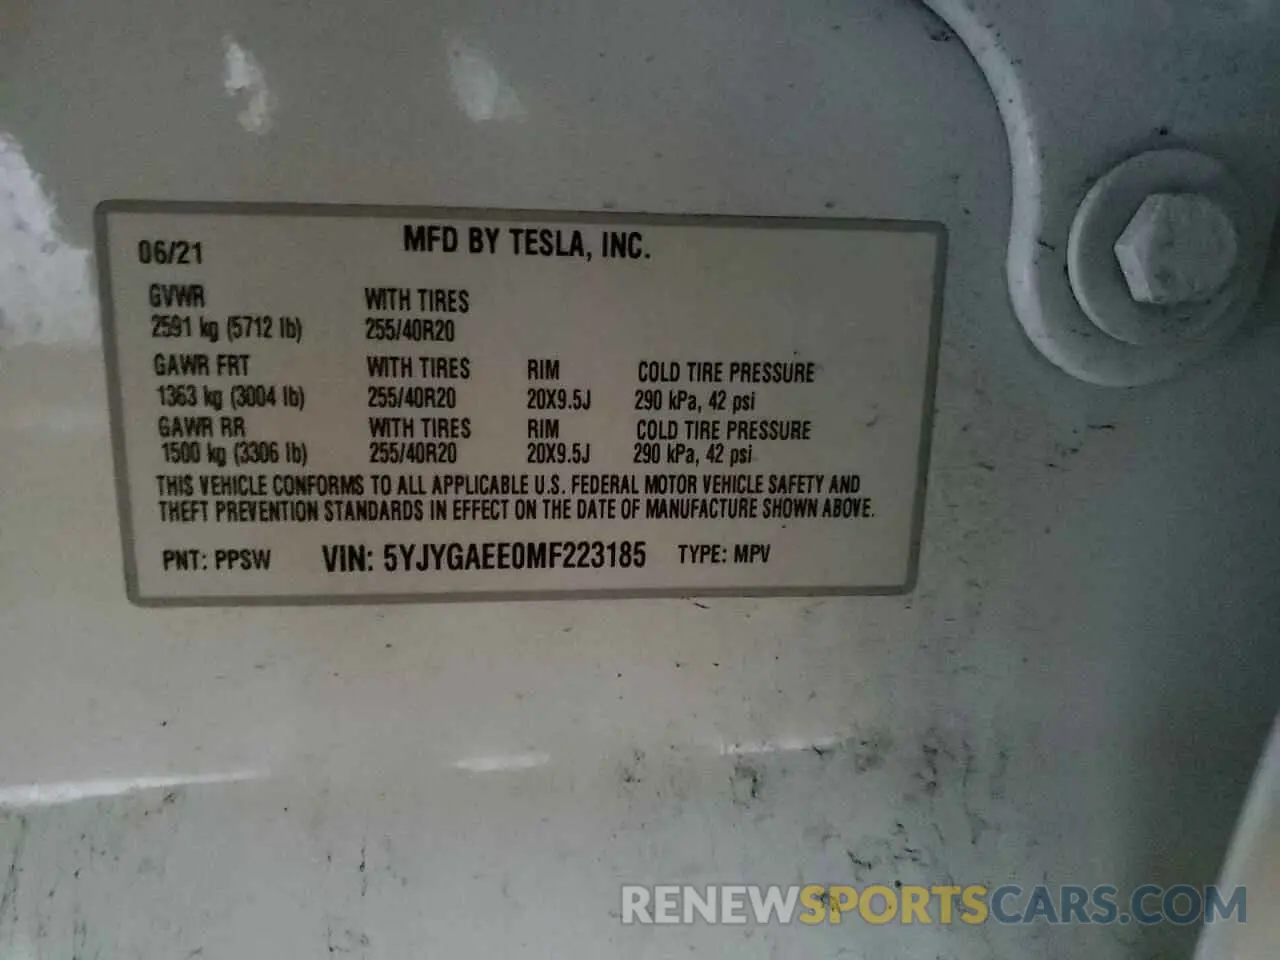 06/21 MFD BY TESLA, INC.
GVWR WITH TIRES
2591 kg (5712 lb) 255/40R20
GAWR FRT WITH TIRES RIM COLD TIRE PRESSURE
1363 kg (3004 lb) 255/40R20 20X9.5J 290 kPa, 42 psi
GAWR RR WITH TIRES RIM COLD TIRE PRESSURE
1500 kg (3306 lb) 255/40R20 20X9.5J 290 kPa, 42 psi
THIS VEHICLE CONFORMS TO ALL APPLICABLE U.S. FEDERAL MOTOR VEHICLE SAFETY AND
THEFT PREVENTION STANDARDS IN EFFECT ON THE DATE OF MANUFACTURE SHOWN ABOVE.
PNT: PPSW VIN: 5YJYGAEE0MF223185 TYPE: MPV
RENEWSPORTSCARS.COM